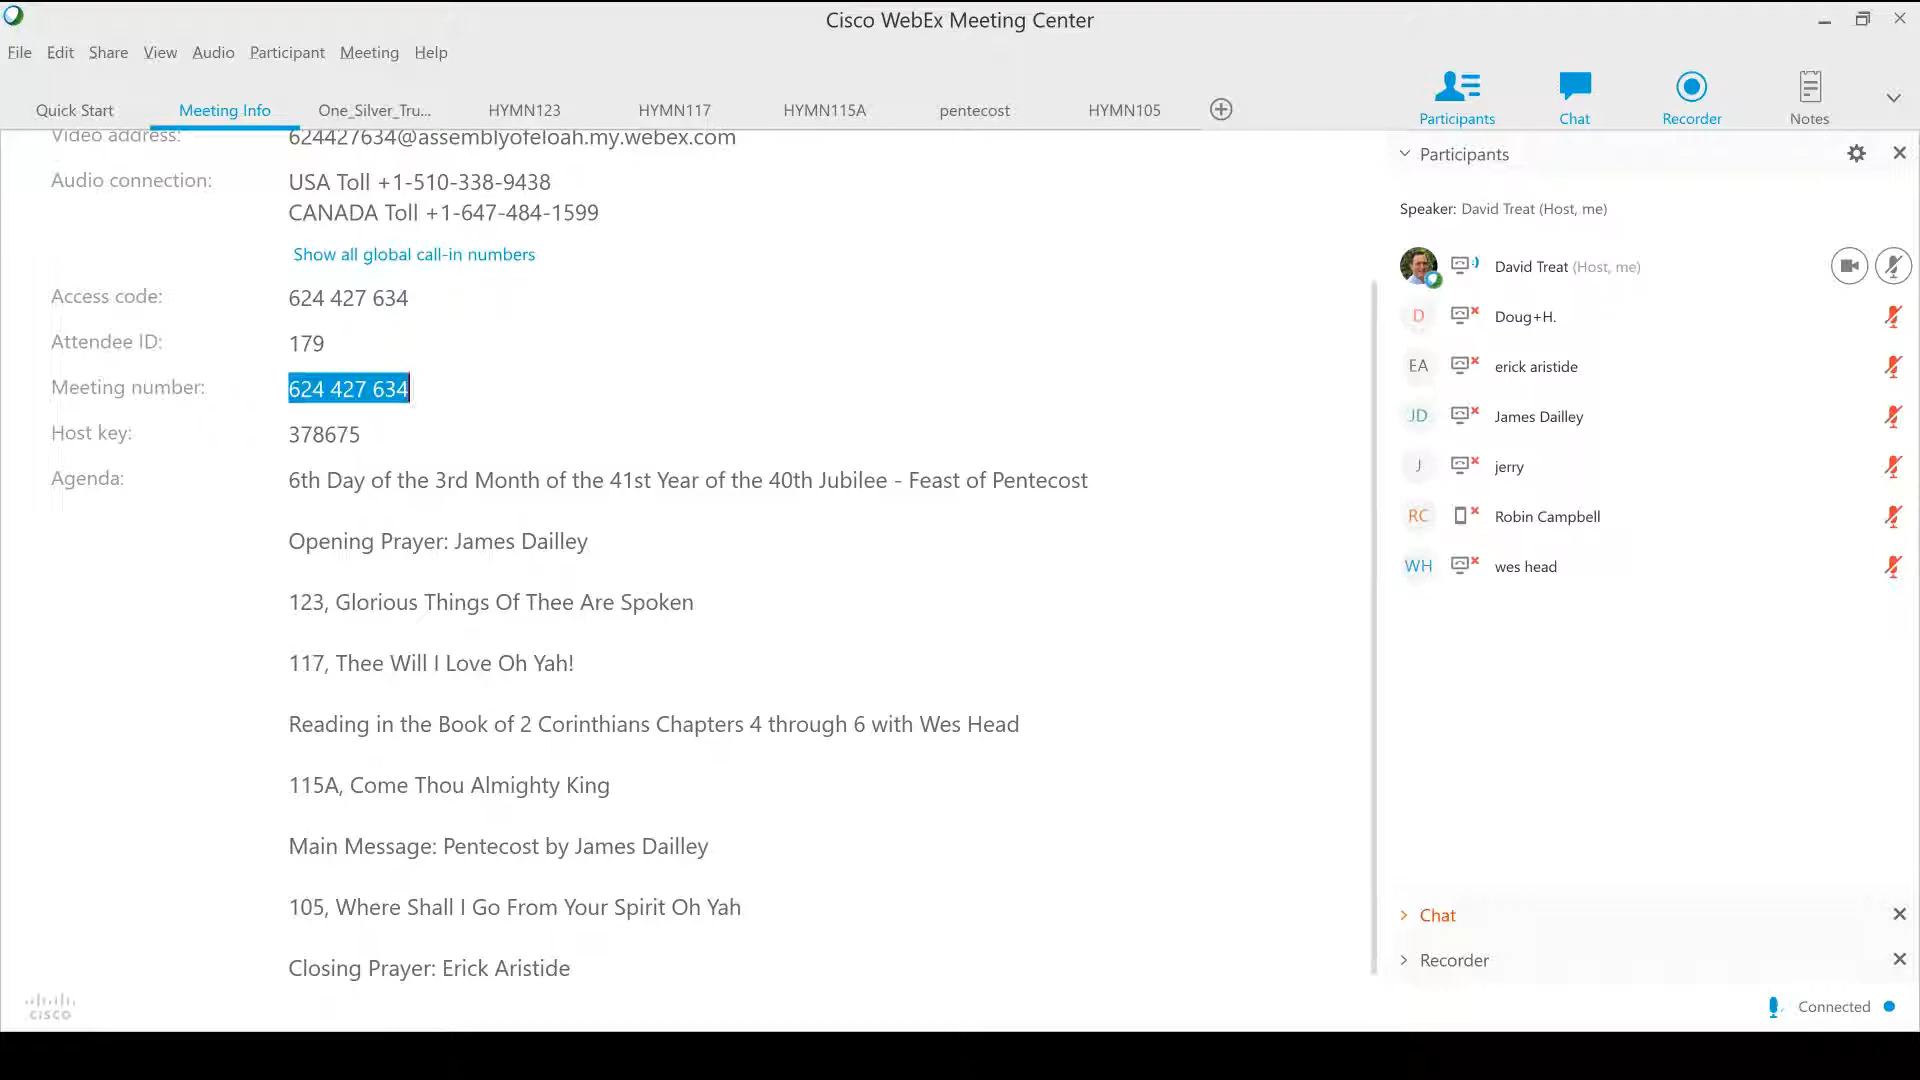 Cisco WebEx Meeting Center
File Edit Share View Audio Participant Meeting Help
Quick Start Meeting Info One_Silver_Tru... HYMN123 HYMN117 HYMN115A pentecost HYMN105
Participants Chat Recorder Notes
Video address: 624427634@assemblyofeloah.my.webex.com
Audio connection: USA Toll +1-510-338-9438
CANADA Toll +1-647-484-1599
Show all global call-in numbers
Access code: 624 427 634
Attendee ID: 179
Meeting number: 624 427 634
Host key: 378675
Agenda: 6th Day of the 3rd Month of the 41st Year of the 40th Jubilee - Feast of Pentecost
Opening Prayer: James Dailley
123, Glorious Things Of Thee Are Spoken
117, Thee Will I Love Oh Yah!
Reading in the Book of 2 Corinthians Chapters 4 through 6 with Wes Head
115A, Come Thou Almighty King
Main Message: Pentecost by James Dailley
105, Where Shall I Go From Your Spirit Oh Yah
Closing Prayer: Erick Aristide
CISCO
Participants
Speaker: David Treat (Host, me)
David Treat (Host, me)
D Doug+H.
EA erick aristide
JD James Dailley
J jerry
RC Robin Campbell
WH wes head
Chat
Recorder
Connected